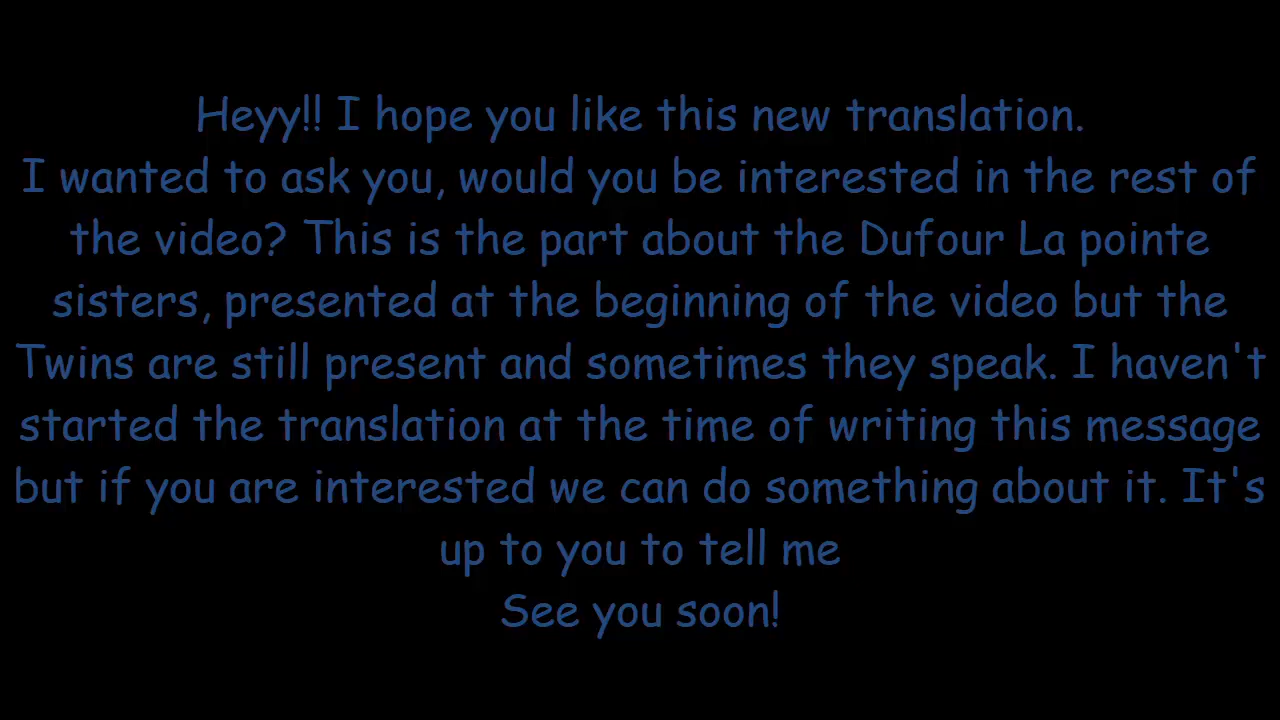 Heyy!! I hope you like this new translation.
I wanted to ask you, would you be interested in the rest of
the video? This is the part about the Dufour La pointe
sisters, presented at the beginning of the video but the
Twins are still present and sometimes they speak. I haven't
started the translation at the time of writing this message
but if you are interested we can do something about it. It's
up to you to tell me
See you soon!